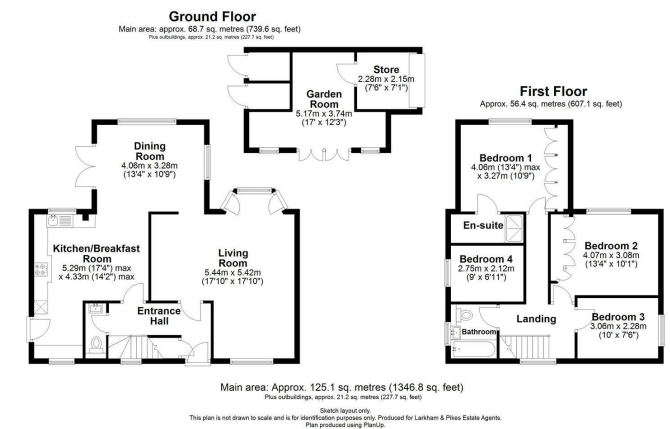 Ground Floor
Main area: approx. 68.7 sq. metres (739.6 sq. feet)
Plus outbuildings, approx. 21.2 sq. metres (227.7 sq. feet)
Store
2.28m x 2.15m
(7'6" x 7'1")
Garden
Room
5.17m x 3.74m
(17' x 12'3")
Dining
Room
4.06m x 3.28m
(13'4" x 10'9")
Kitchen/Breakfast
Room
5.29m (17'4") max
x 4.33m (14'2") max
Living
Room
5.44m x 5.42m
(17'10" x 17'10")
Entrance
Hall
First Floor
Approx. 56.4 sq. metres (607.1 sq. feet)
Bedroom 1
4.06m (13'4") max
x 3.27m (10'9")
En-suite
Bedroom 2
4.07m x 3.08m
(13'4" x 10'1")
Bedroom 4
2.75m x 2.12m
(9' x 6'11")
Landing
Bedroom 3
3.06m x 2.28m
(10' x 7'6")
Bathroom
Main area: Approx. 125.1 sq. metres (1346.8 sq. feet)
Plus outbuildings, approx. 21.2 sq. metres (227.7 sq. feet)
Sketch layout only.
This plan is not drawn to scale and is for identification purposes only. Produced for Larkham & Pikes Estate Agents.
Plan produced using PlanUp.